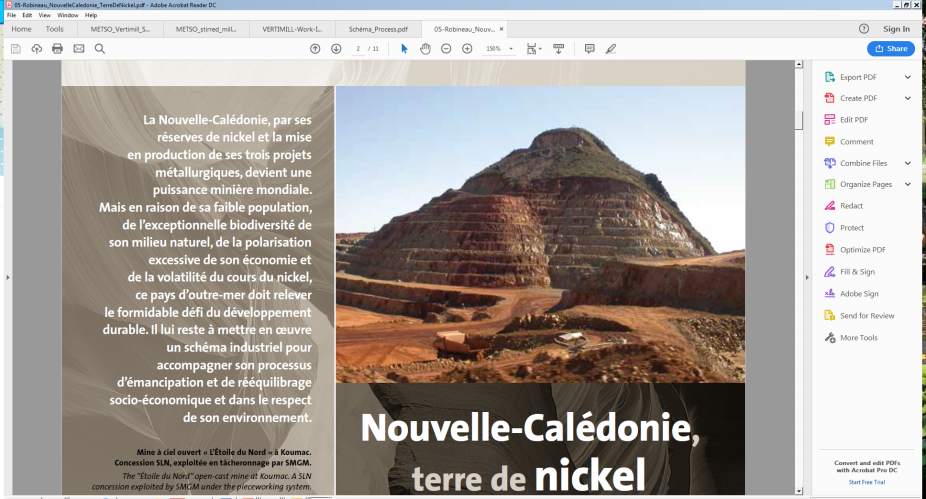 05-Robineau_NouvelleCaledonie_TerreDeNickel.pdf - Adobe Acrobat Reader DC
File Edit View Window Help
Home Tools METSO_Vertimill_S... METSO_stirred_mill... VERTIMILL-Work-I... Schéma_Process.pdf 05-Robineau_Nouv... × Sign In
2 / 11 150% Share
La Nouvelle-Calédonie, par ses
réserves de nickel et la mise
en production de ses trois projets
métallurgiques, devient une
puissance minière mondiale.
Mais en raison de sa faible population,
de l'exceptionnelle biodiversité de
son milieu naturel, de la polarisation
excessive de son économie et
de la volatilité du cours du nickel,
ce pays d'outre-mer doit relever
le formidable défi du développement
durable. Il lui reste à mettre en œuvre
un schéma industriel pour
accompagner son processus
d'émancipation et de rééquilibrage
socio-économique et dans le respect
de son environnement.
Mine à ciel ouvert « L'Étoile du Nord » à Koumac.
Concession SLN, exploitée en tâcheronnage par SMGM.
The "Étoile du Nord" open-cast mine at Koumac. A SLN
concession exploited by SMGM under the pieceworking system.
Nouvelle-Calédonie,
terre de nickel
Export PDF
Create PDF
Edit PDF
Comment
Combine Files
Organize Pages
Redact
Protect
Optimize PDF
Fill & Sign
Adobe Sign
Send for Review
More Tools
Convert and edit PDFs
with Acrobat Pro DC
Start Free Trial